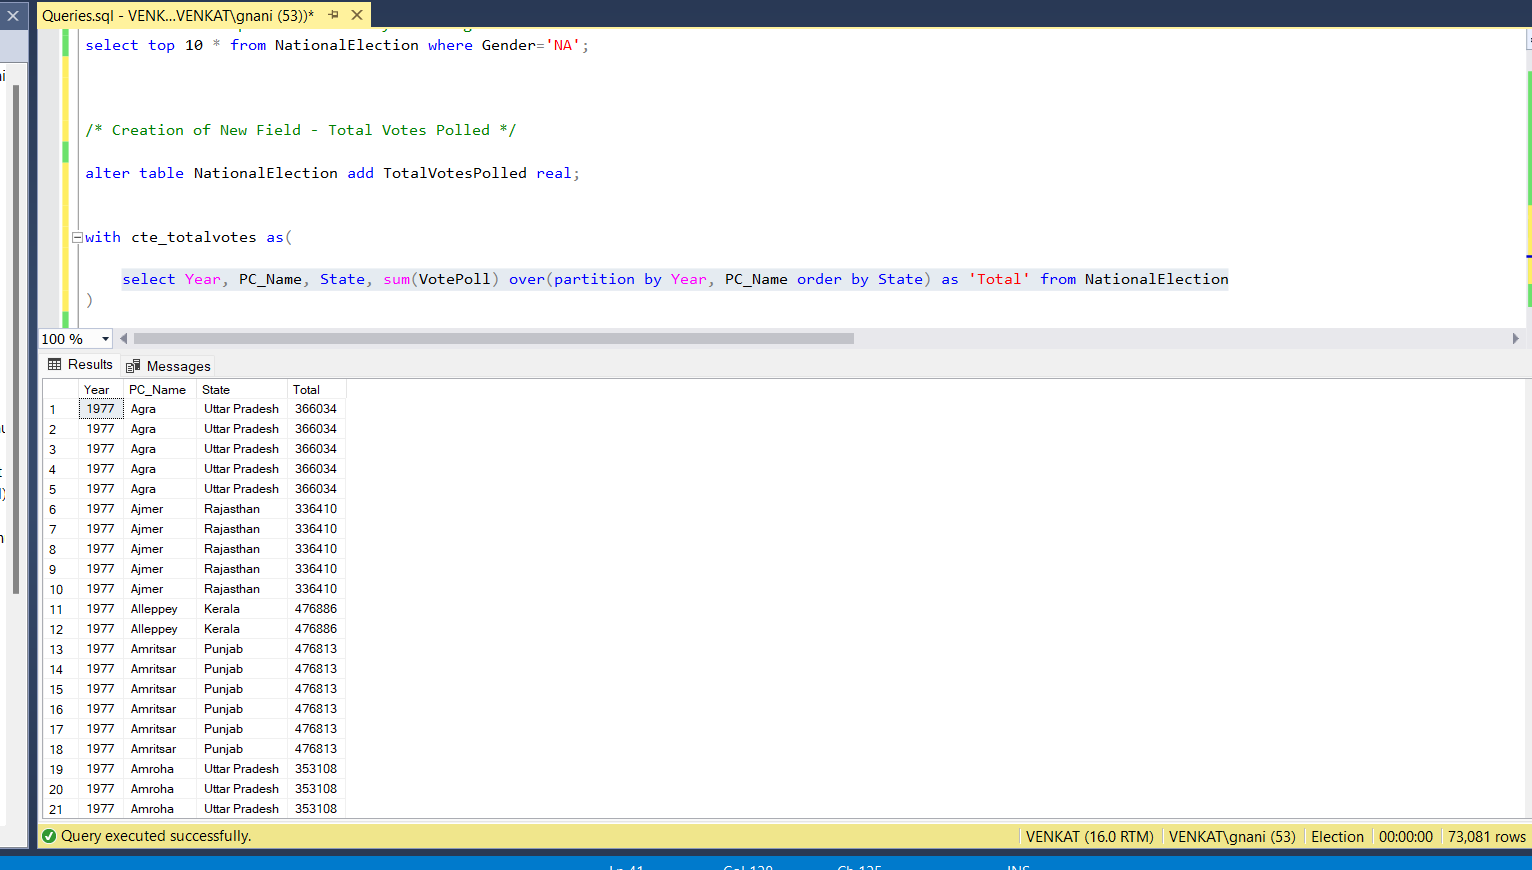 Queries.sql - VENK...VENKAT\gnani (53))*
select top 10 * from NationalElection where Gender='NA';
/* Creation of New Field - Total Votes Polled */
alter table NationalElection add TotalVotesPolled real;
with cte_totalvotes as(
select Year, PC_Name, State, sum(VotePoll) over(partition by Year, PC_Name order by State) as 'Total' from NationalElection
)
100 %
Results Messages
Year PC_Name State Total
1 1977 Agra Uttar Pradesh 366034
2 1977 Agra Uttar Pradesh 366034
3 1977 Agra Uttar Pradesh 366034
4 1977 Agra Uttar Pradesh 366034
5 1977 Agra Uttar Pradesh 366034
6 1977 Ajmer Rajasthan 336410
7 1977 Ajmer Rajasthan 336410
8 1977 Ajmer Rajasthan 336410
9 1977 Ajmer Rajasthan 336410
10 1977 Ajmer Rajasthan 336410
11 1977 Alleppey Kerala 476886
12 1977 Alleppey Kerala 476886
13 1977 Amritsar Punjab 476813
14 1977 Amritsar Punjab 476813
15 1977 Amritsar Punjab 476813
16 1977 Amritsar Punjab 476813
17 1977 Amritsar Punjab 476813
18 1977 Amritsar Punjab 476813
19 1977 Amroha Uttar Pradesh 353108
20 1977 Amroha Uttar Pradesh 353108
21 1977 Amroha Uttar Pradesh 353108
Query executed successfully. VENKAT (16.0 RTM) VENKAT\gnani (53) Election 00:00:00 73,081 rows